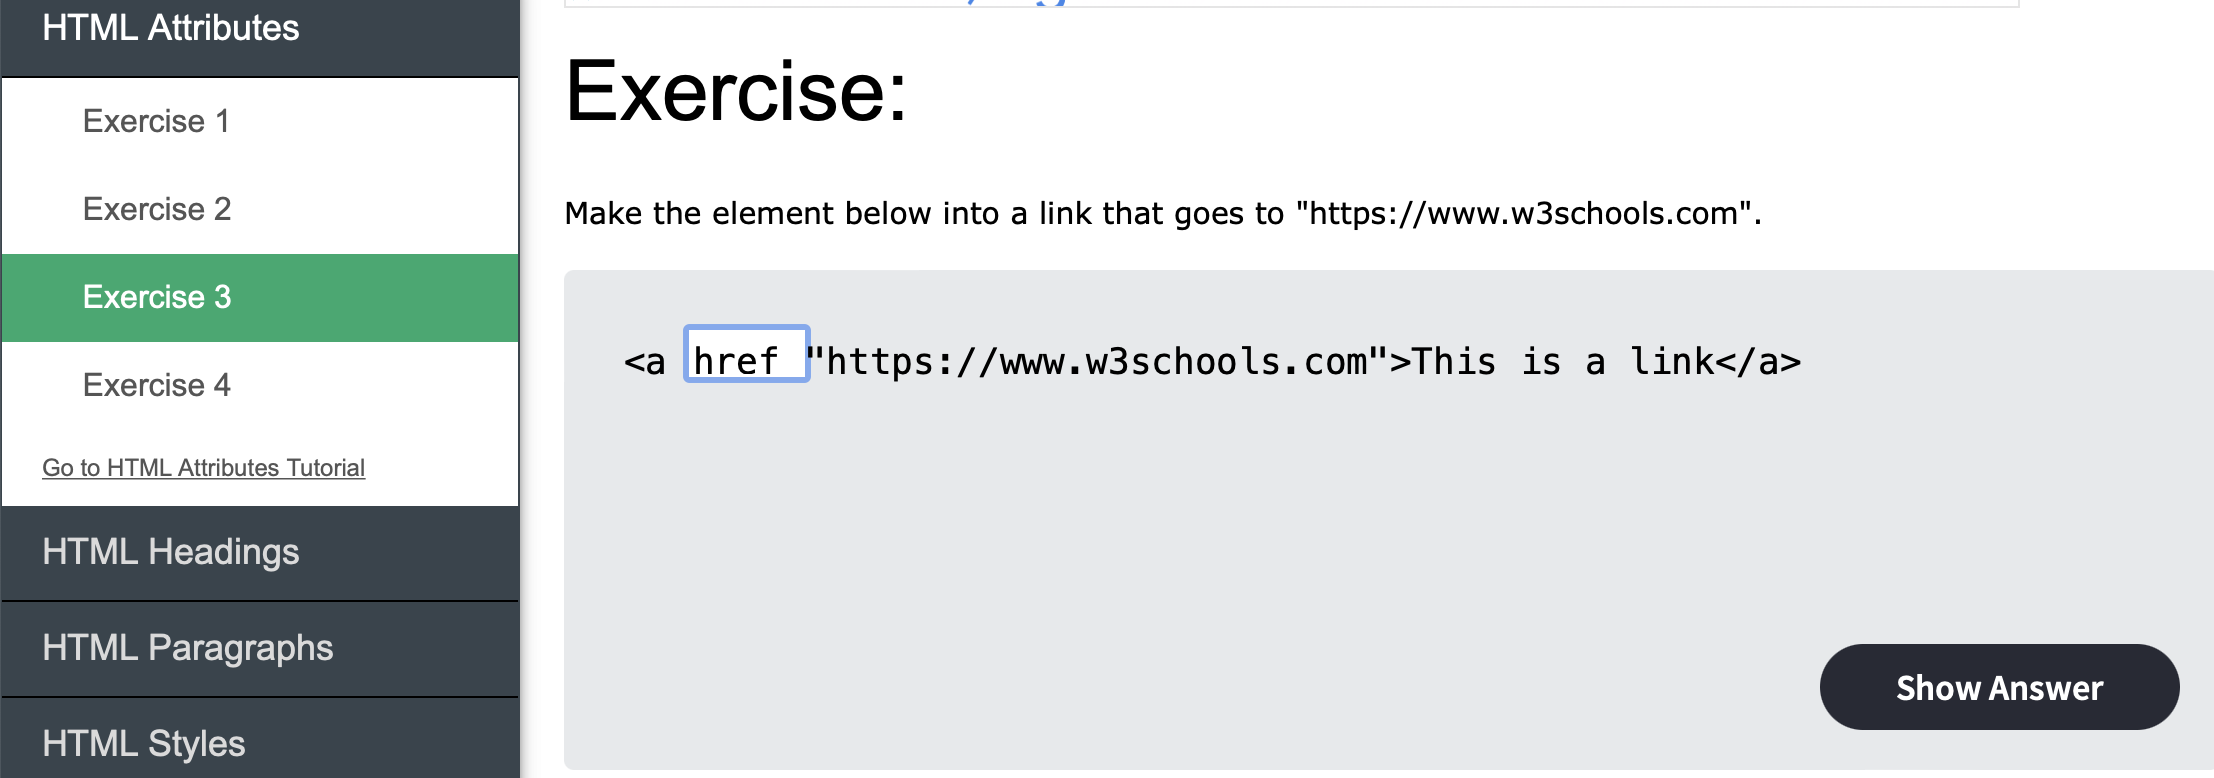 HTML Attributes
Exercise 1
Exercise 2
Exercise 3
Exercise 4
Go to HTML Attributes Tutorial
HTML Headings
HTML Paragraphs
HTML Styles
Exercise:
Make the element below into a link that goes to "https://www.w3schools.com".
<a href "https://www.w3schools.com">This is a link</a>
Show Answer